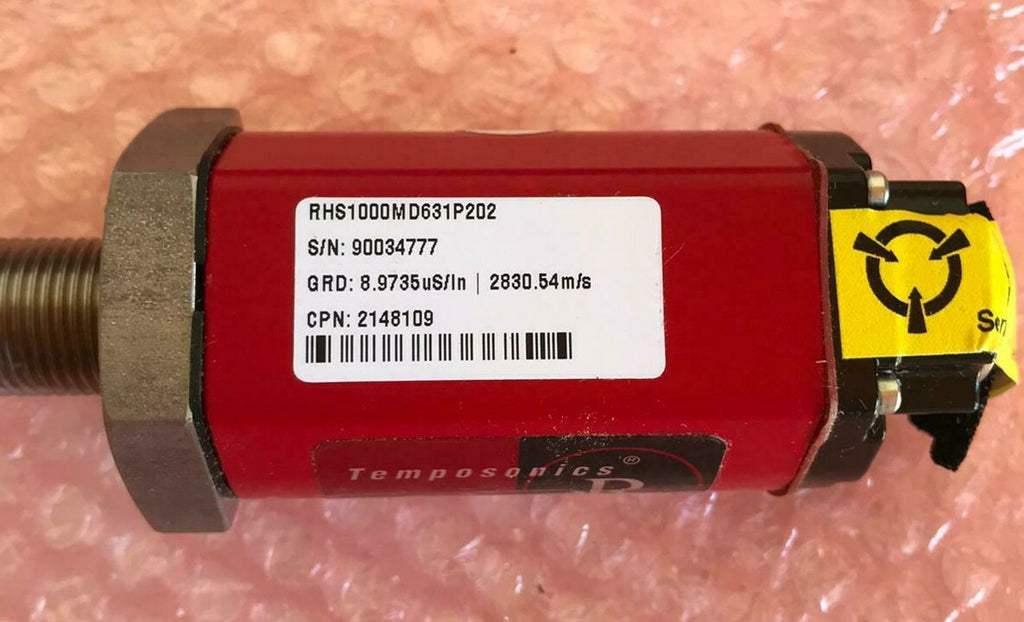 RHS1000MD631P202
S/N: 90034777
GRD: 8.9735uS/In | 2830.54m/s
CPN: 2148109
Temposonics®
R